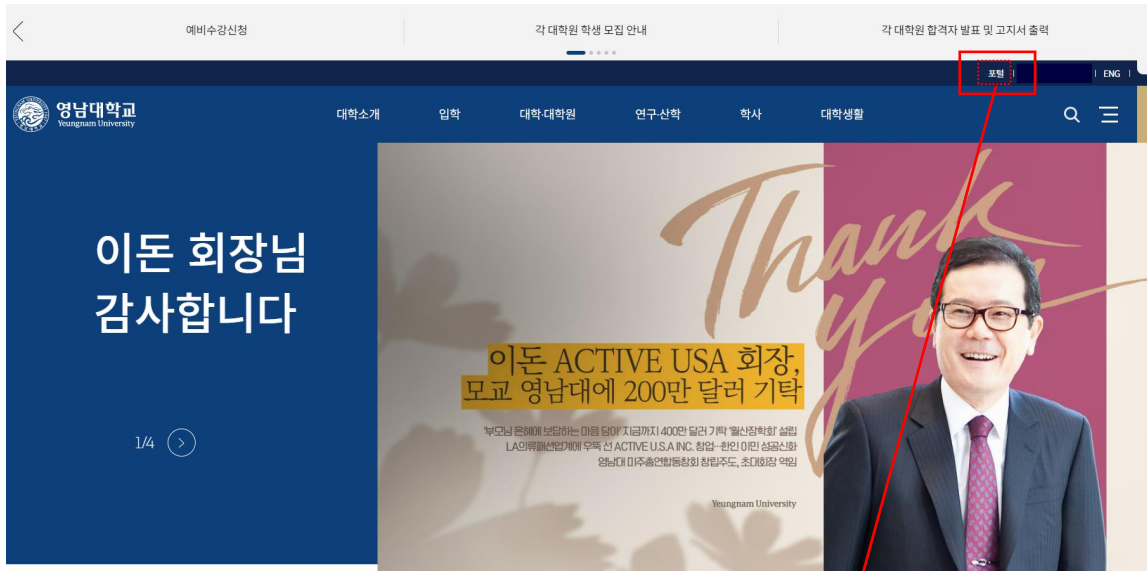 예비수강신청
각 대학원 학생 모집 안내
각 대학원 합격자 발표 및 고지서 출력
포털
ENG
영남대학교
Yeungnam University
대학소개 입학 대학·대학원 연구·산학 학사 대학생활
Thank
You
이돈 회장님
감사합니다
이돈 ACTIVE USA 회장,
모교 영남대에 200만 달러 기탁
'부모님 은혜에 보답하는 마음 담아' 지금까지 400만 달러 기탁 '월산장학회' 설립
LA의류패션업계에 우뚝 선 ACTIVE U.S.A INC. 창업…한인 이민 성공신화
영남대 미주총연합동창회 창립주도, 초대회장 역임
1/4
Yeungnam University